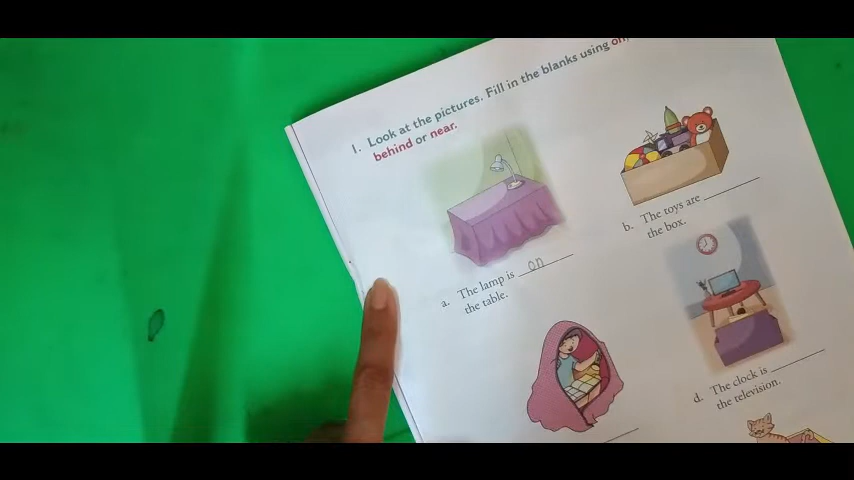 1. Look at the pictures. Fill in the blanks using on,
behind or near.
a. The lamp is on
the table.
b. The toys are
the box.
d. The clock is
the television.